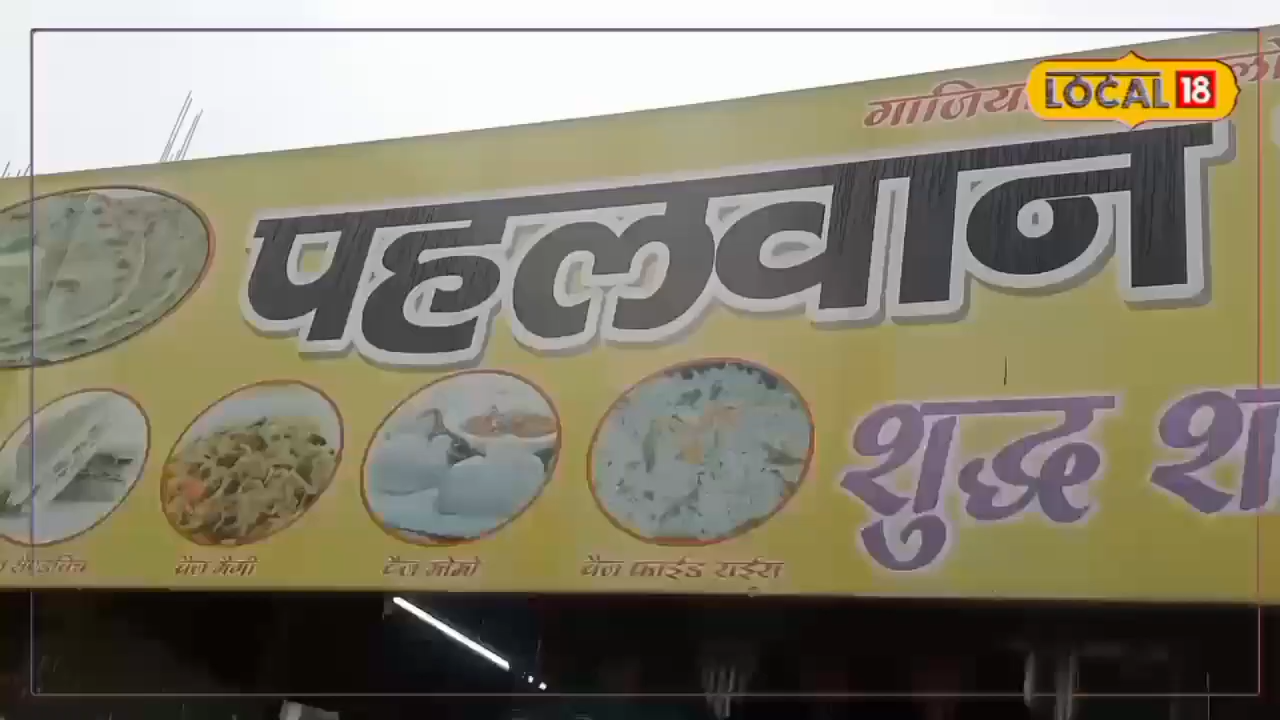 LOCAL 18
पहलवान
शुद्ध
वेज मैगी
वेज मोमो
वेज फ्राईड राईस